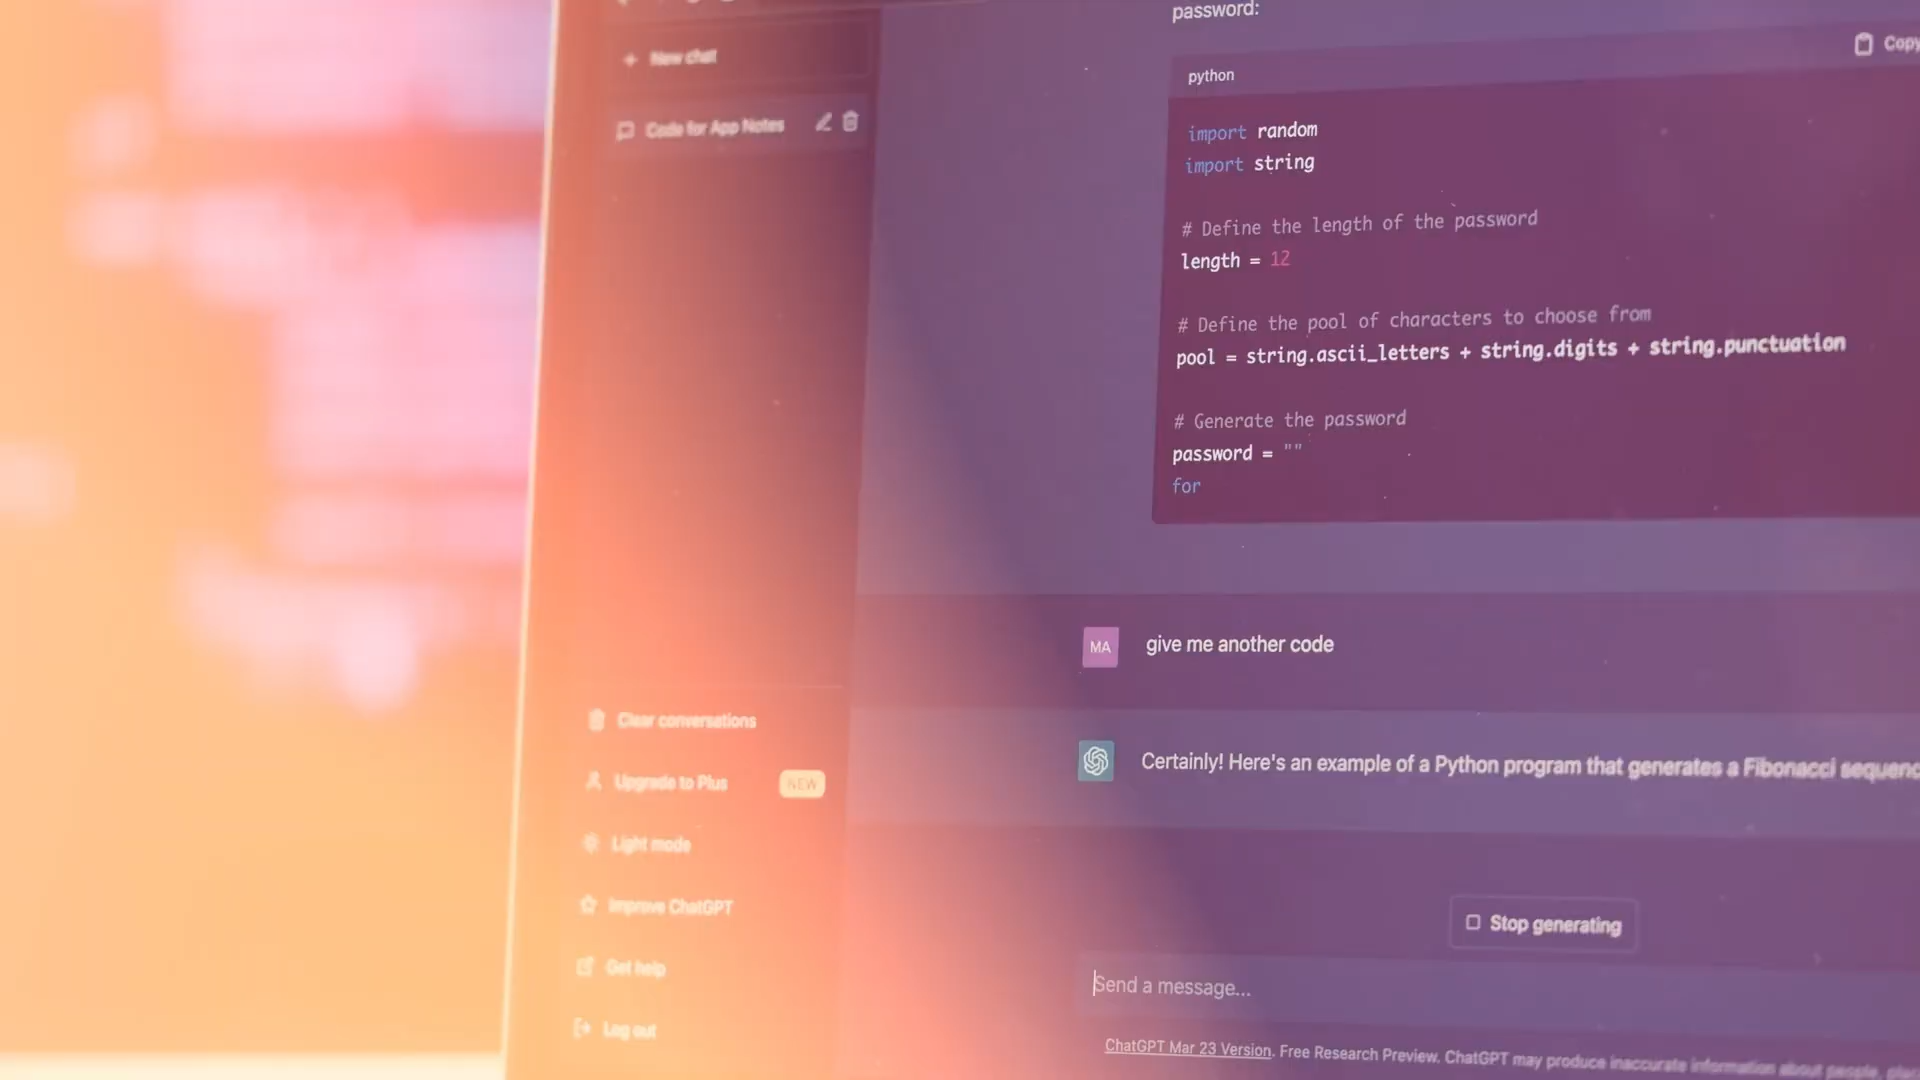 New chat
Code for App Notes
Clear conversations
Upgrade to Plus NEW
Light mode
Improve ChatGPT
Get help
Log out
password:
python Copy
import random
import string
# Define the length of the password
length = 12
# Define the pool of characters to choose from
pool = string.ascii_letters + string.digits + string.punctuation
# Generate the password
password = ""
for
MA give me another code
Certainly! Here's an example of a Python program that generates a Fibonacci sequenc
Stop generating
Send a message...
ChatGPT Mar 23 Version. Free Research Preview. ChatGPT may produce inaccurate information about people,